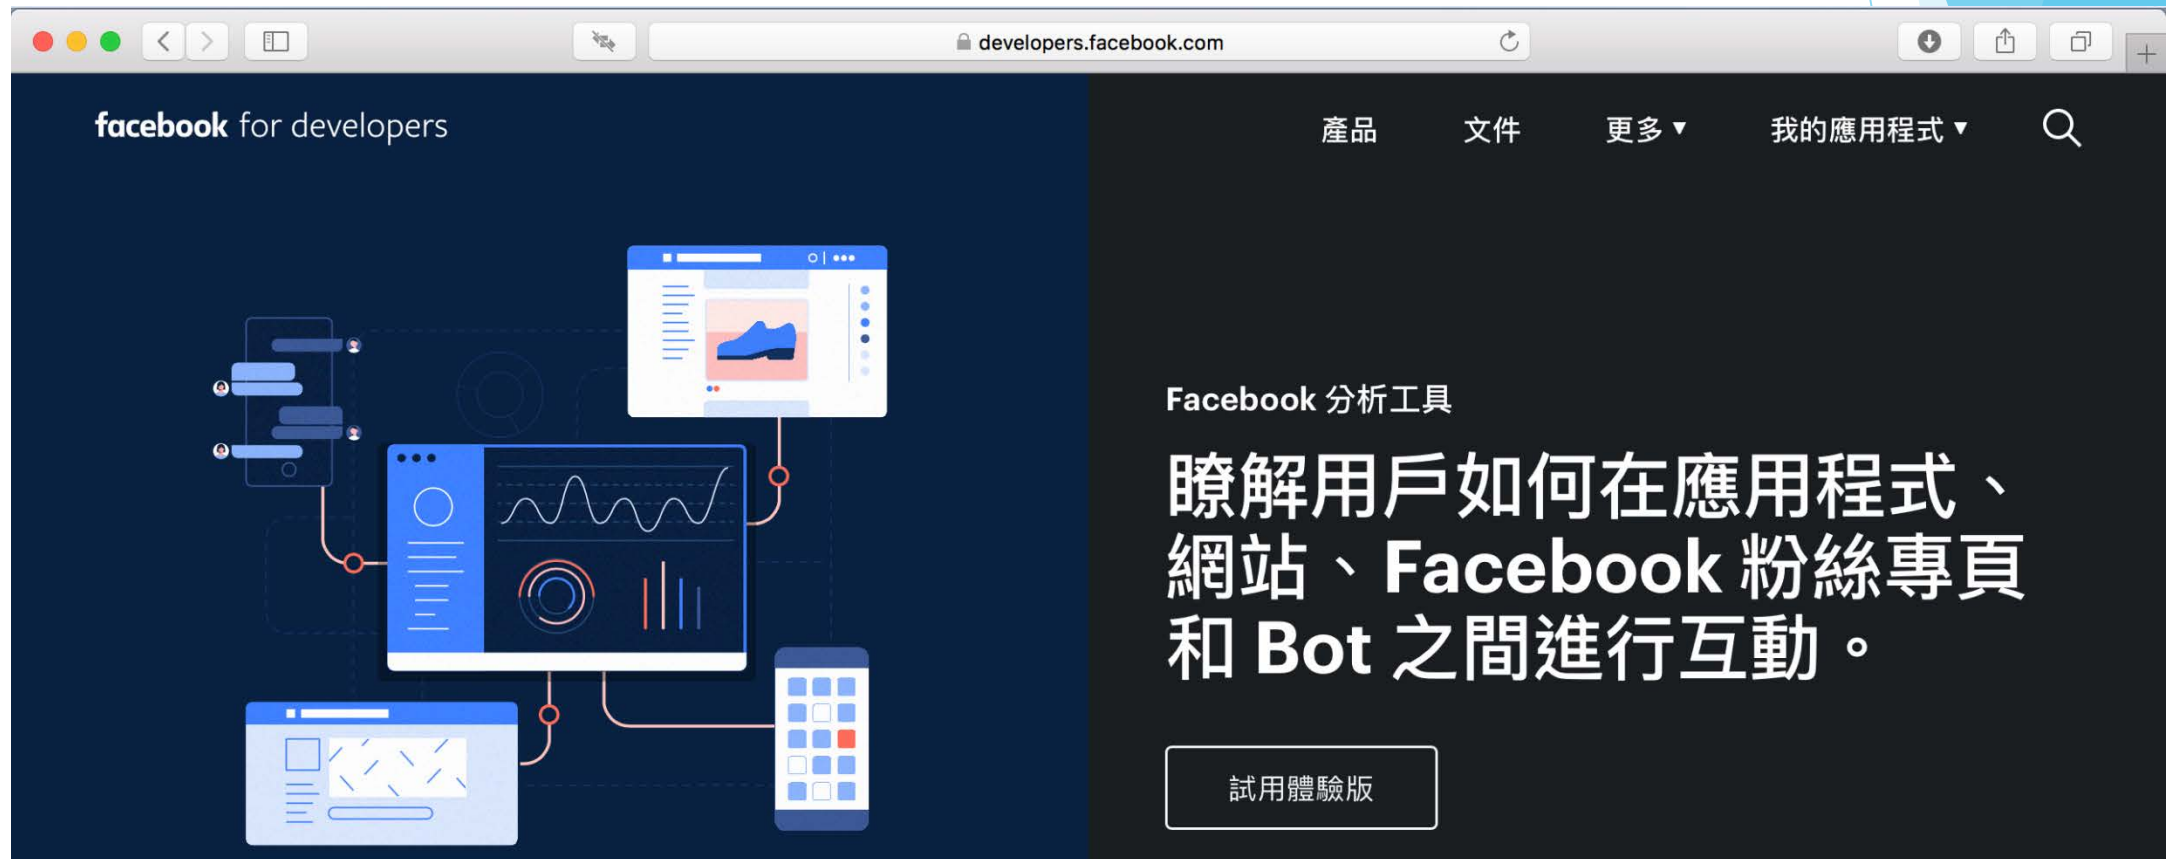 developers.facebook.com
facebook for developers
產品 文件 更多 ▼ 我的應用程式 ▼
Facebook 分析工具
瞭解用戶如何在應用程式、
網站、Facebook 粉絲專頁
和 Bot 之間進行互動。
試用體驗版